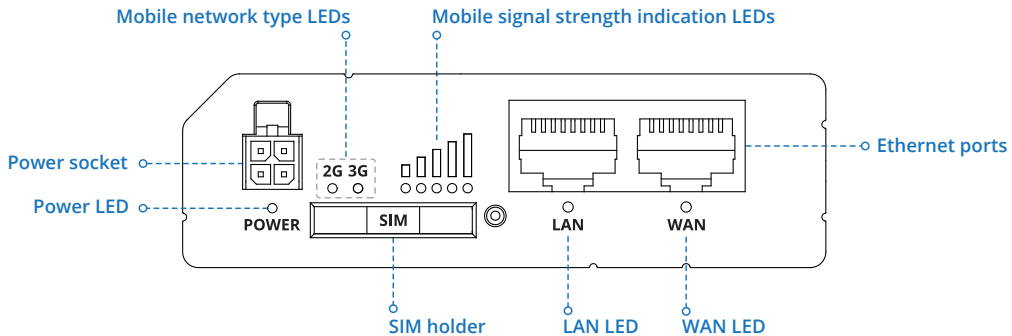 Mobile network type LEDs
Mobile signal strength indication LEDs
Ethernet ports
Power socket
2G 3G
Power LED
POWER
SIM
LAN
WAN
SIM holder
LAN LED
WAN LED